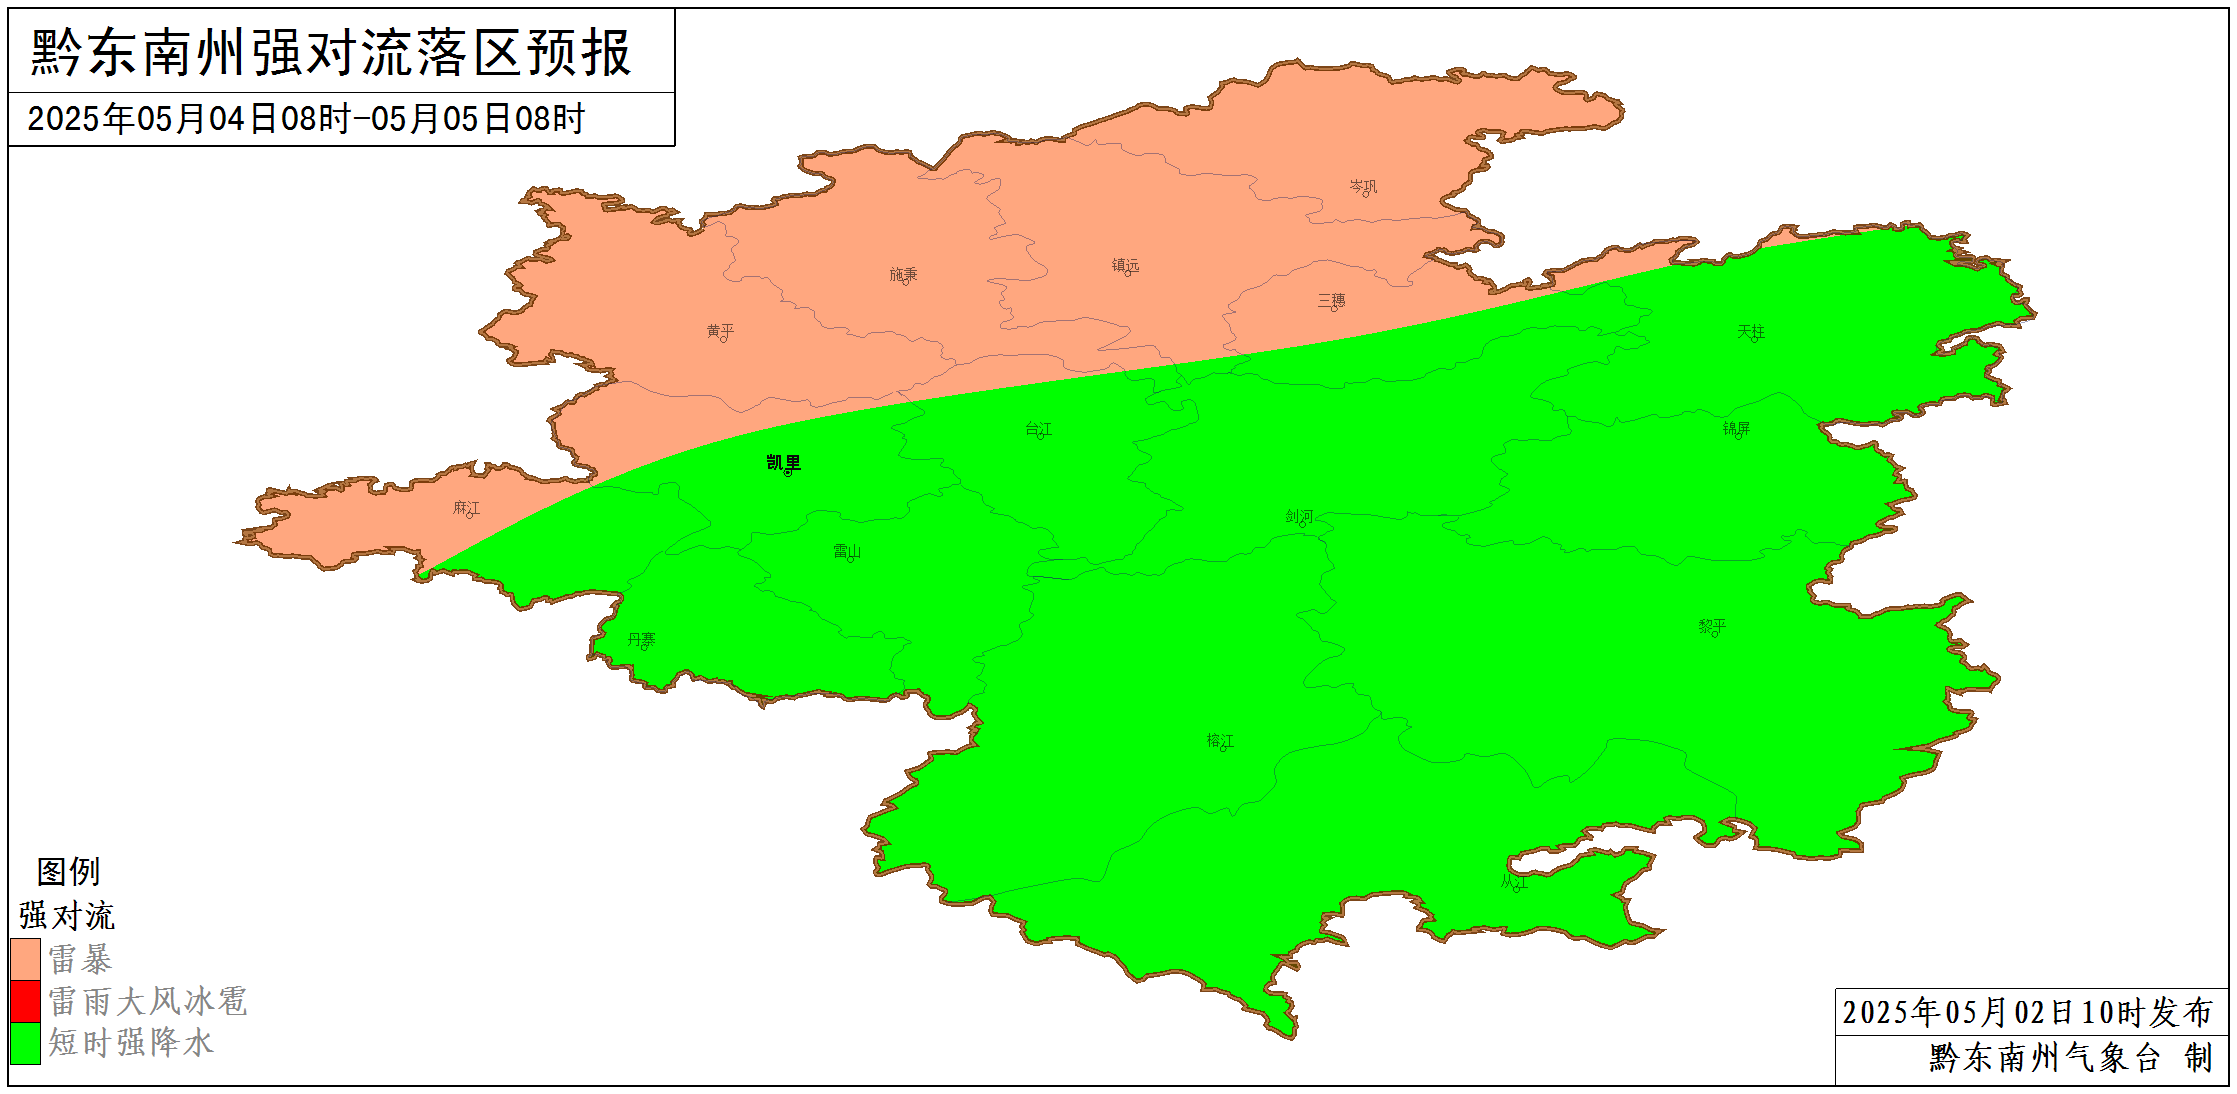 黔东南州强对流落区预报
2025年05月04日08时-05月05日08时
岑巩
镇远
施秉
三穗
黄平
天柱
台江
锦屏
凯里
麻江
剑河
雷山
黎平
丹寨
榕江
从江
图例
强对流
雷暴
雷雨大风冰雹
短时强降水
2025年05月02日10时发布
黔东南州气象台 制